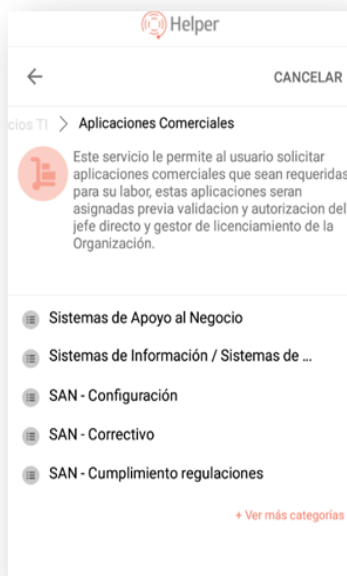 Helper
CANCELAR
cios TI > Aplicaciones Comerciales
Este servicio le permite al usuario solicitar
aplicaciones comerciales que sean requeridas
para su labor, estas aplicaciones seran
asignadas previa validacion y autorizacion del
jefe directo y gestor de licenciamiento de la
Organización.
Sistemas de Apoyo al Negocio
Sistemas de Información / Sistemas de ...
SAN - Configuración
SAN - Correctivo
SAN - Cumplimiento regulaciones
+ Ver más categorías